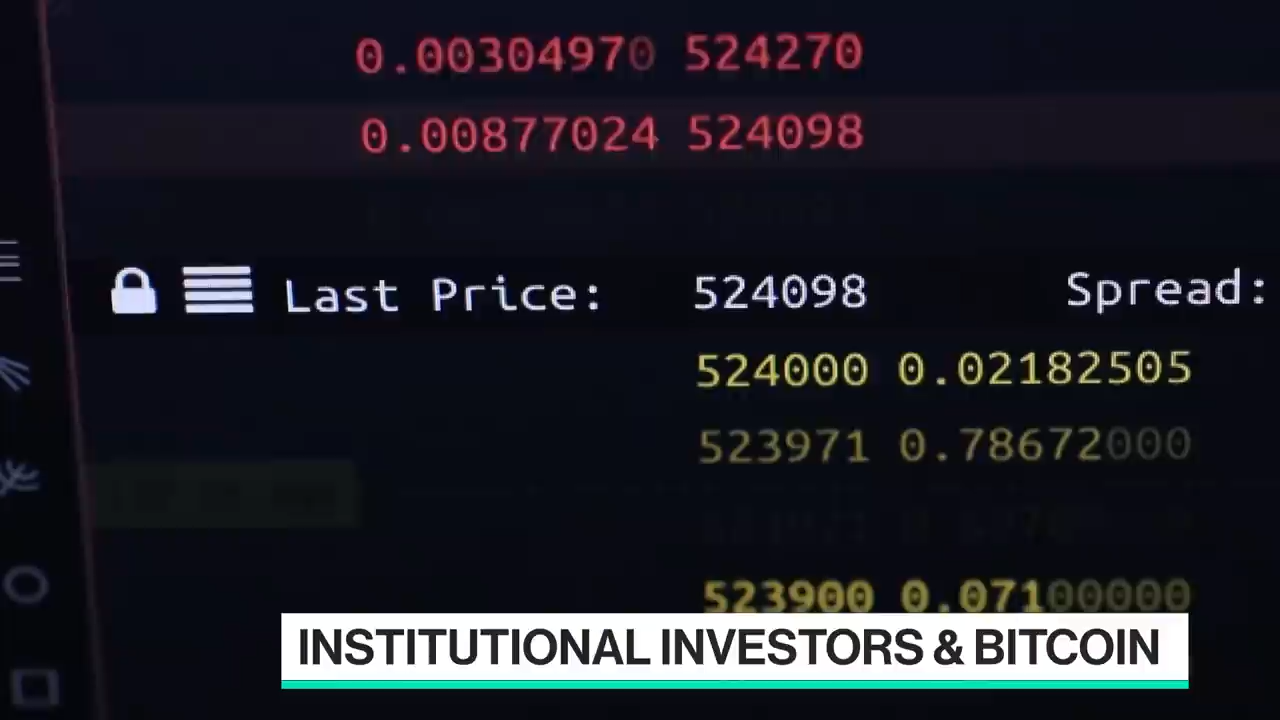 0.00304970 524270
0.00877024 524098
Last Price: 524098 Spread:
524000 0.02182505
523971 0.78672000
523900 0.07100000
INSTITUTIONAL INVESTORS & BITCOIN